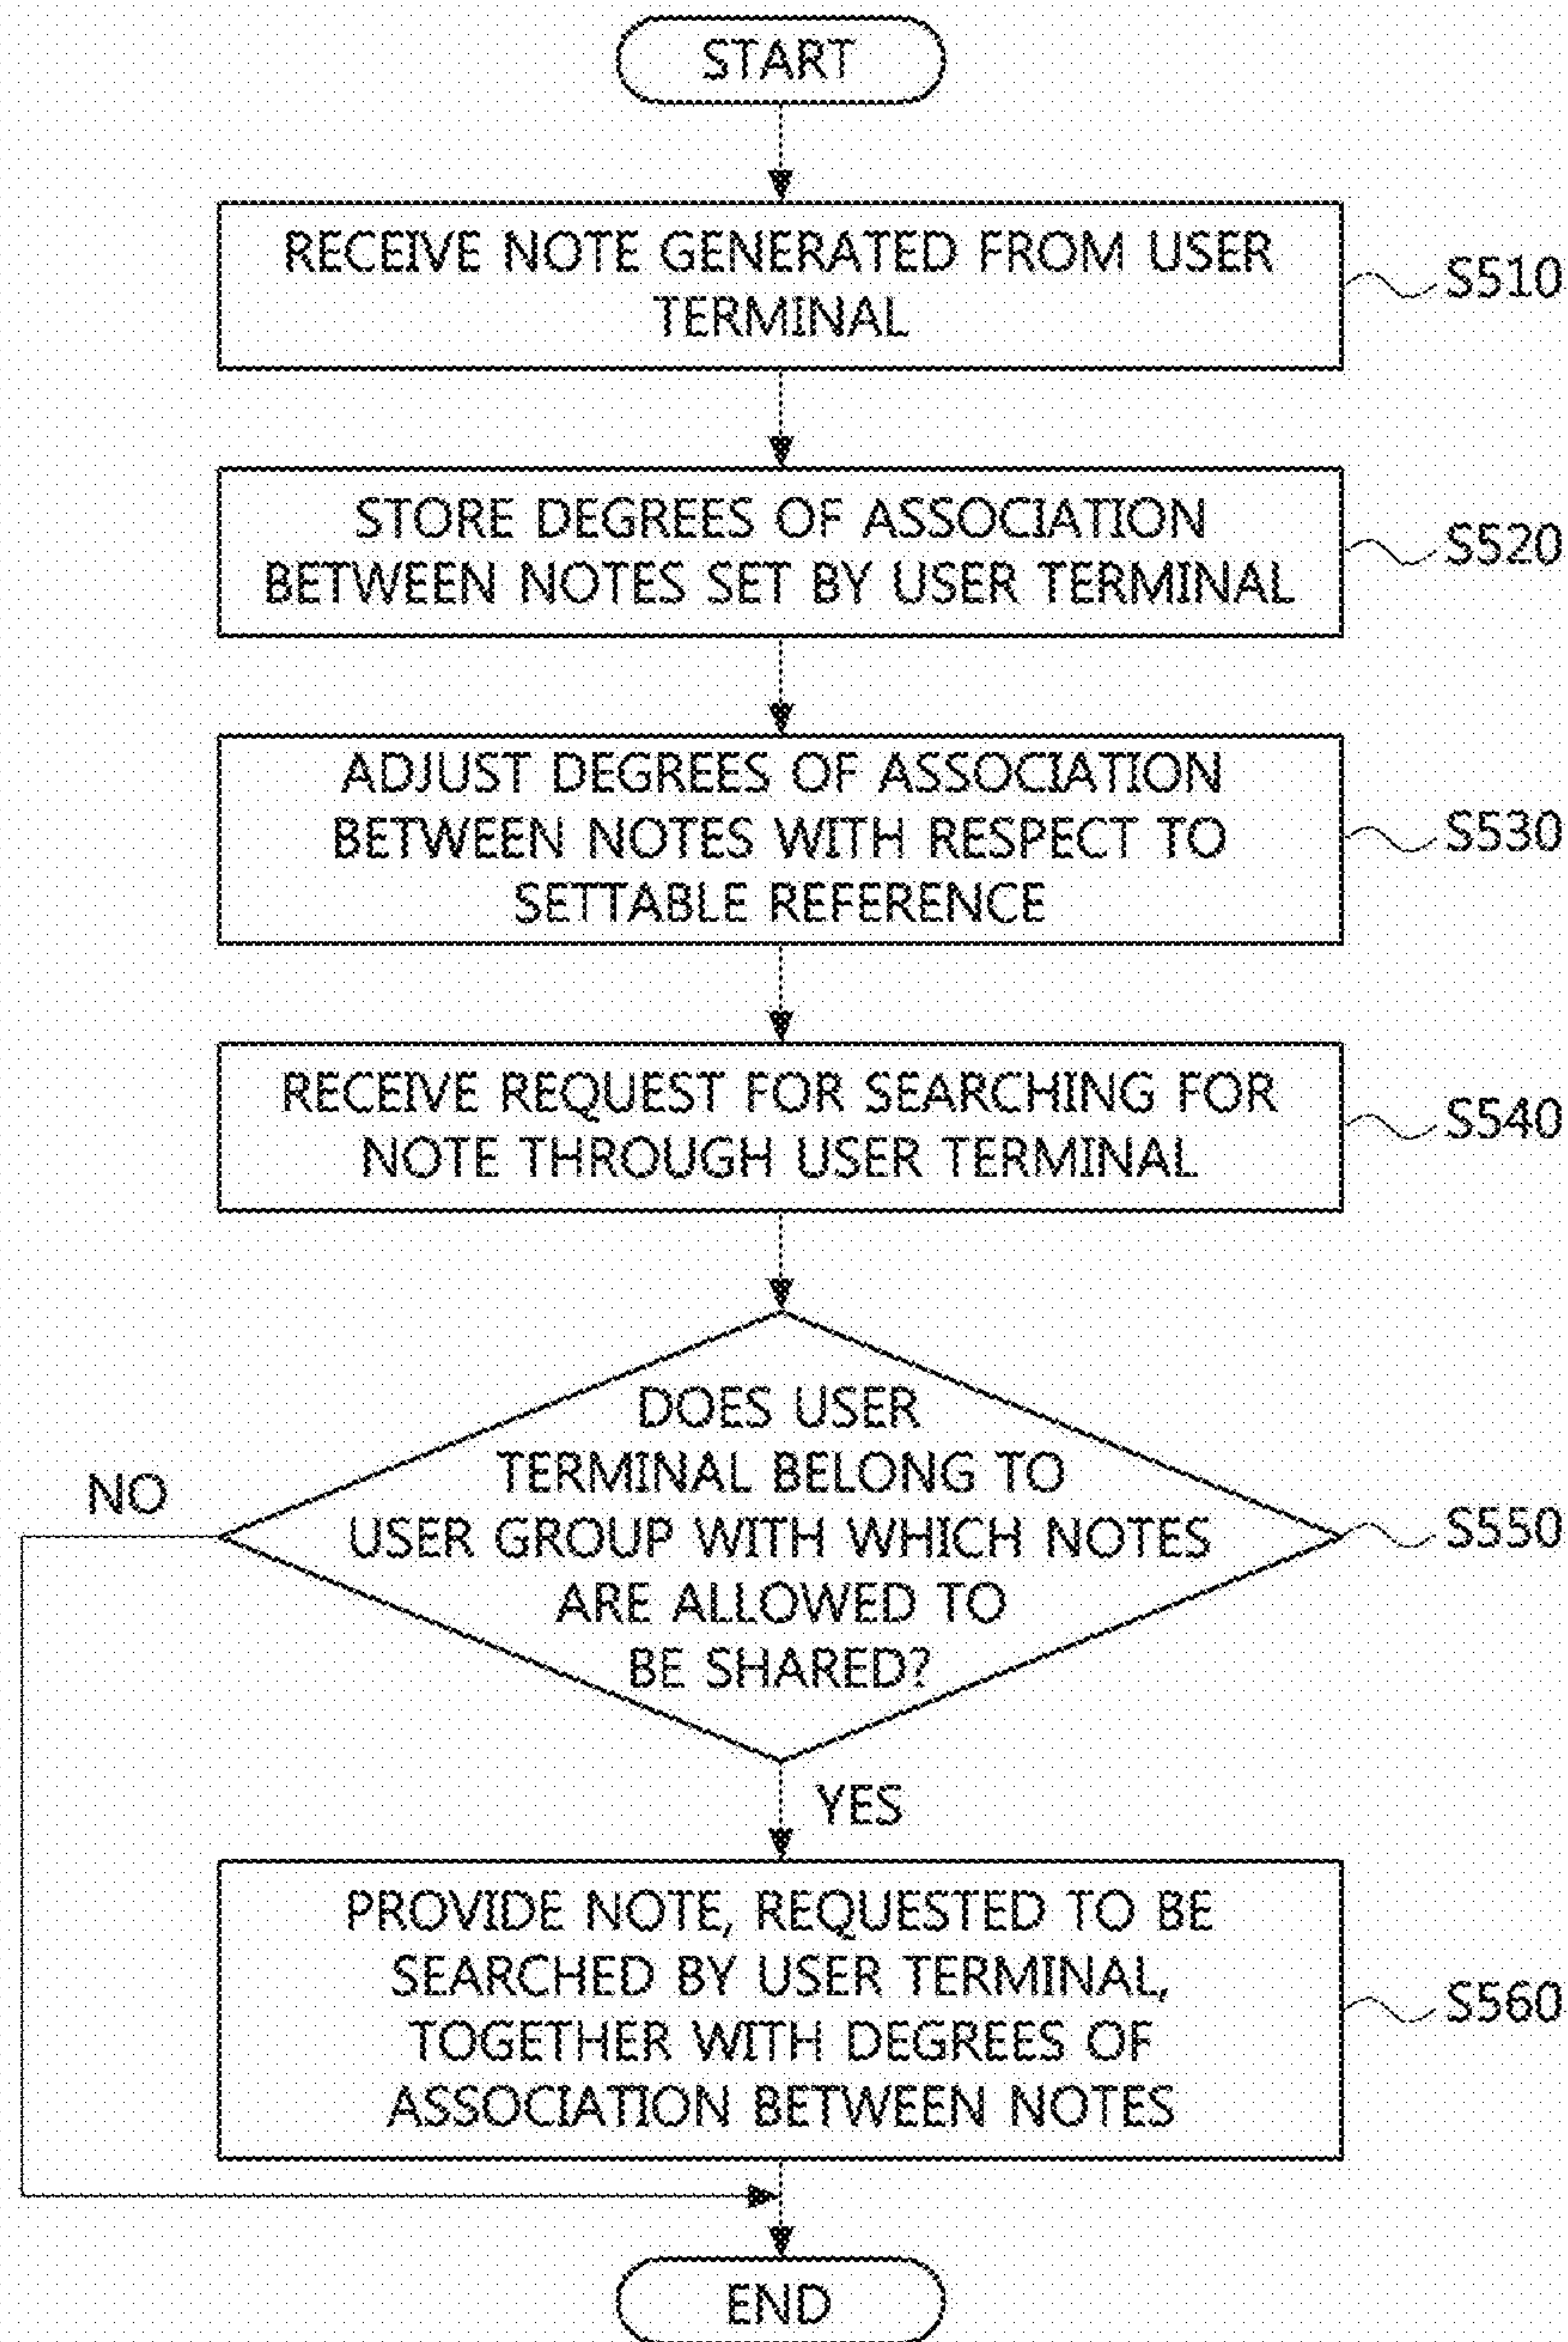 START
RECEIVE NOTE GENERATED FROM USER
TERMINAL
S510
STORE DEGREES OF ASSOCIATION
BETWEEN NOTES SET BY USER TERMINAL
S520
ADJUST DEGREES OF ASSOCIATION
BETWEEN NOTES WITH RESPECT TO
SETTABLE REFERENCE
S530
RECEIVE REQUEST FOR SEARCHING FOR
NOTE THROUGH USER TERMINAL
S540
DOES USER
TERMINAL BELONG TO
USER GROUP WITH WHICH NOTES
ARE ALLOWED TO
BE SHARED?
S550
NO
YES
PROVIDE NOTE, REQUESTED TO BE
SEARCHED BY USER TERMINAL,
TOGETHER WITH DEGREES OF
ASSOCIATION BETWEEN NOTES
S560
END